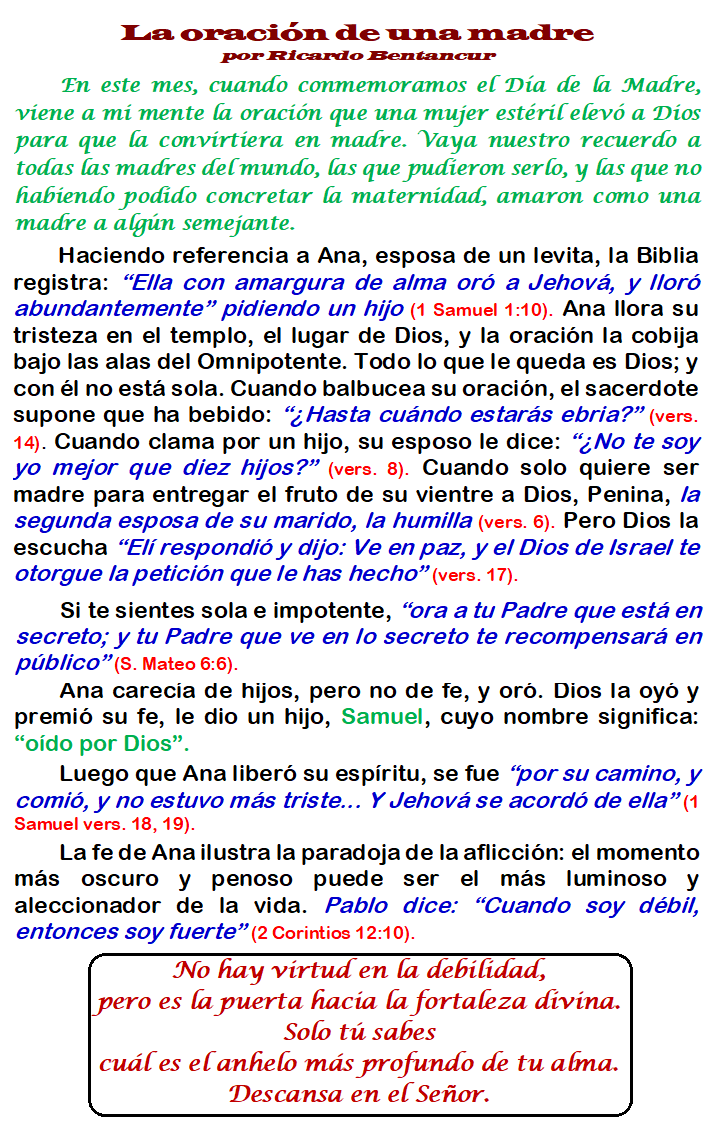 La oración de una madre
por Ricardo Bentancur
En este mes, cuando conmemoramos el Día de la Madre,
viene a mi mente la oración que una mujer estéril elevó a Dios
para que la convirtiera en madre. Vaya nuestro recuerdo a
todas las madres del mundo, las que pudieron serlo, y las que no
habiendo podido concretar la maternidad, amaron como una
madre a algún semejante.
Haciendo referencia a Ana, esposa de un levita, la Biblia
registra: “Ella con amargura de alma oró a Jehová, y lloró
abundantemente” pidiendo un hijo (1 Samuel 1:10). Ana llora su
tristeza en el templo, el lugar de Dios, y la oración la cobija
bajo las alas del Omnipotente. Todo lo que le queda es Dios; y
con él no está sola. Cuando balbucea su oración, el sacerdote
supone que ha bebido: “¿Hasta cuándo estarás ebria?” (vers.
14). Cuando clama por un hijo, su esposo le dice: “¿No te soy
yo mejor que diez hijos?” (vers. 8). Cuando solo quiere ser
madre para entregar el fruto de su vientre a Dios, Penina, la
segunda esposa de su marido, la humilla (vers. 6). Pero Dios la
escucha “Elí respondió y dijo: Ve en paz, y el Dios de Israel te
otorgue la petición que le has hecho” (vers. 17).
Si te sientes sola e impotente, “ora a tu Padre que está en
secreto; y tu Padre que ve en lo secreto te recompensará en
público” (S. Mateo 6:6).
Ana carecía de hijos, pero no de fe, y oró. Dios la oyó y
premió su fe, le dio un hijo, Samuel, cuyo nombre significa:
“oído por Dios”.
Luego que Ana liberó su espíritu, se fue “por su camino, y
comió, y no estuvo más triste... Y Jehová se acordó de ella” (1
Samuel vers. 18, 19).
La fe de Ana ilustra la paradoja de la aflicción: el momento
más oscuro y penoso puede ser el más luminoso y
aleccionador de la vida. Pablo dice: “Cuando soy débil,
entonces soy fuerte” (2 Corintios 12:10).
No hay virtud en la debilidad,
pero es la puerta hacia la fortaleza divina.
Solo tú sabes
cuál es el anhelo más profundo de tu alma.
Descansa en el Señor.